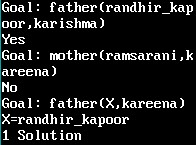 Goal: father(randhir_kap
oor,karishma)
Yes
Goal: mother(ramsarani,k
areena)
No
Goal: father(X,kareena)
X=randhir_kapoor
1 Solution